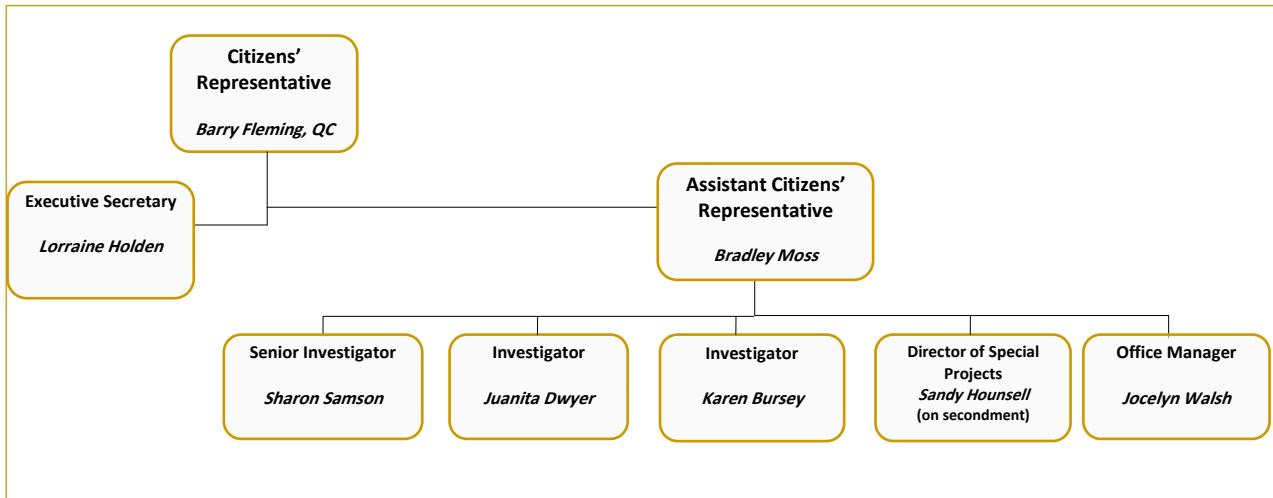 Citizens’
Representative
Barry Fleming, QC
Executive Secretary
Lorraine Holden
Assistant Citizens’
Representative
Bradley Moss
Senior Investigator
Sharon Samson
Investigator
Juanita Dwyer
Investigator
Karen Bursey
Director of Special
Projects
Sandy Hounsell
(on secondment)
Office Manager
Jocelyn Walsh